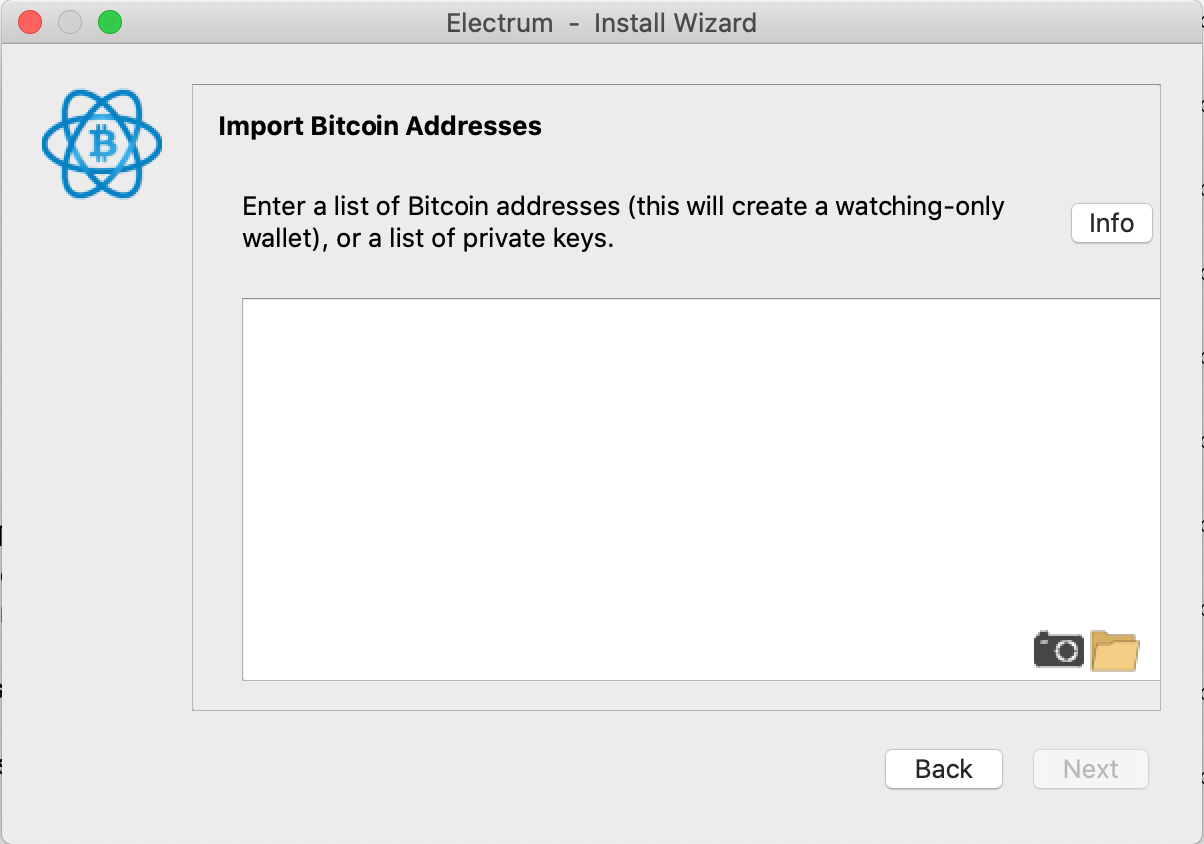 Electrum - Install Wizard
Import Bitcoin Addresses
Enter a list of Bitcoin addresses (this will create a watching-only
wallet), or a list of private keys.
Info
Back
Next